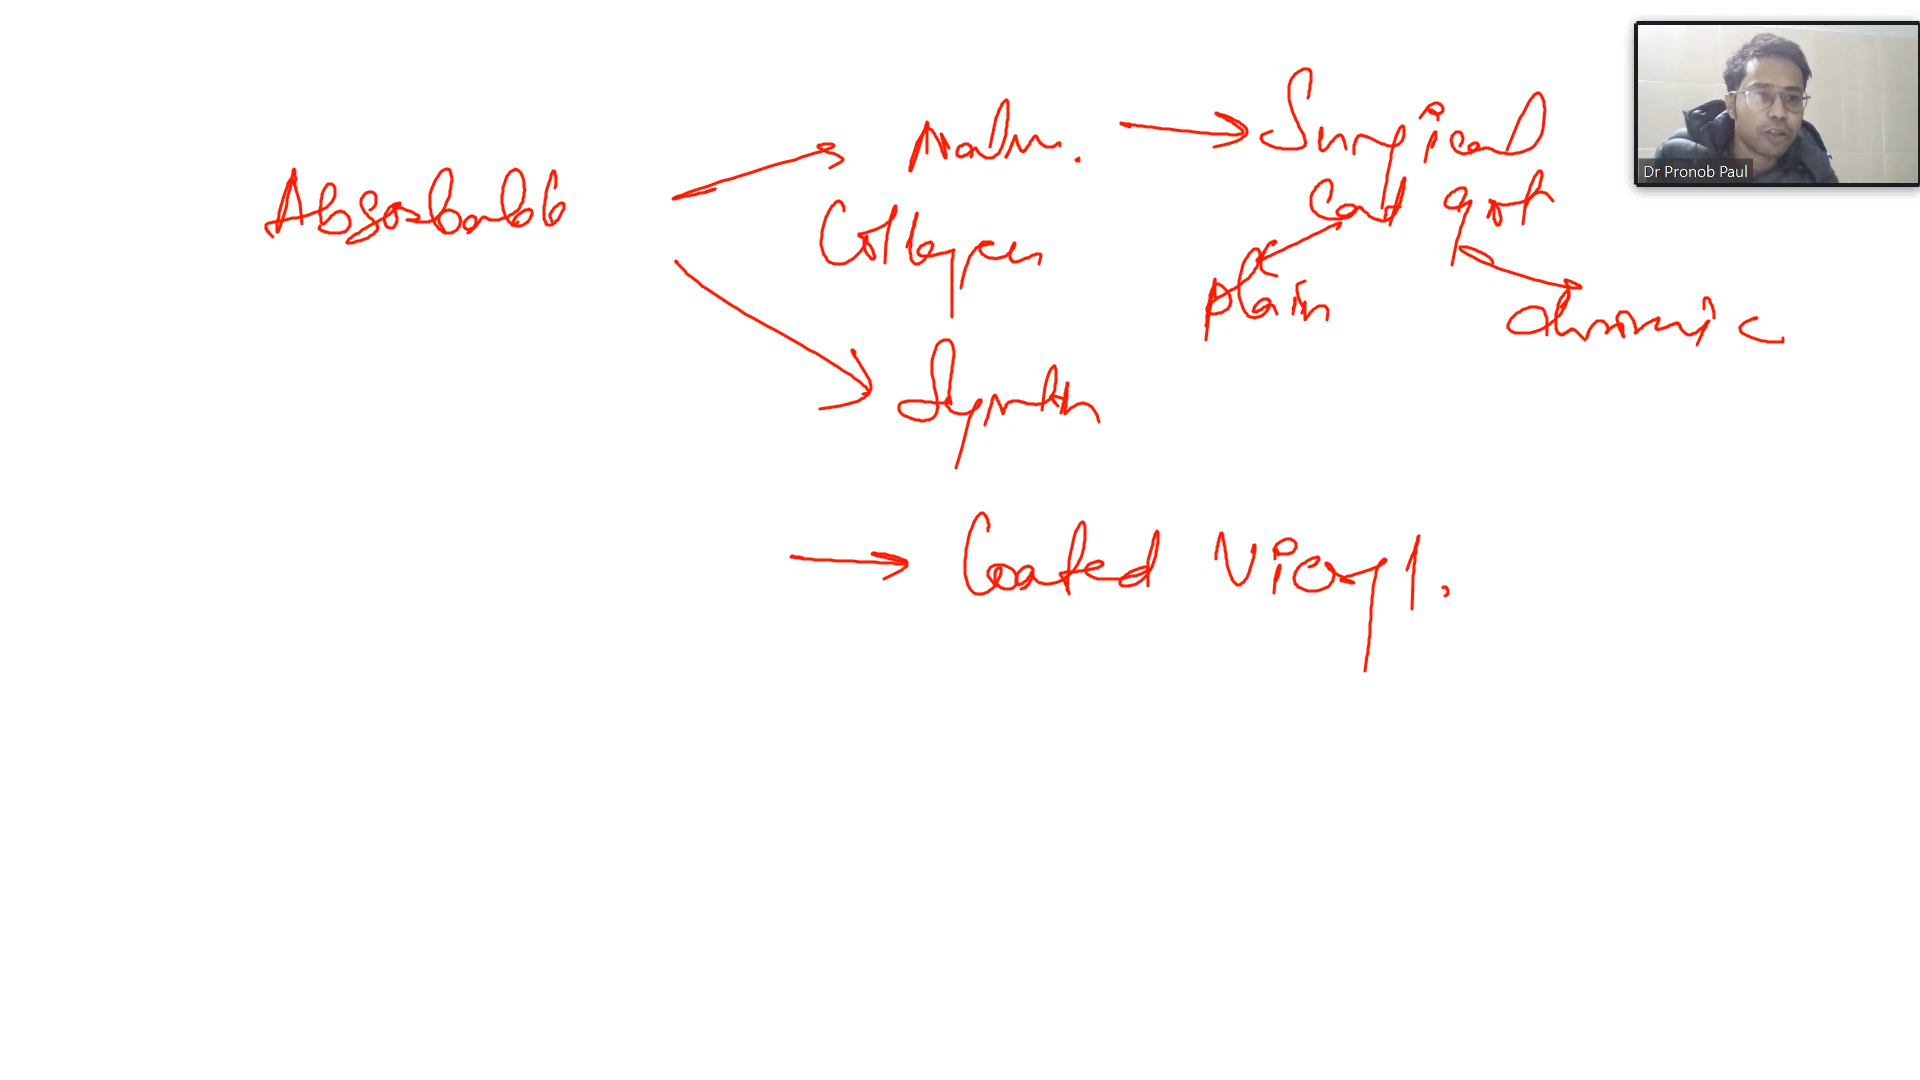 Absorbable
Natu.
Collagen
Surgical
Cat gut
plain
chromic
Synth
Coated Vicryl.
Dr Pronob Paul